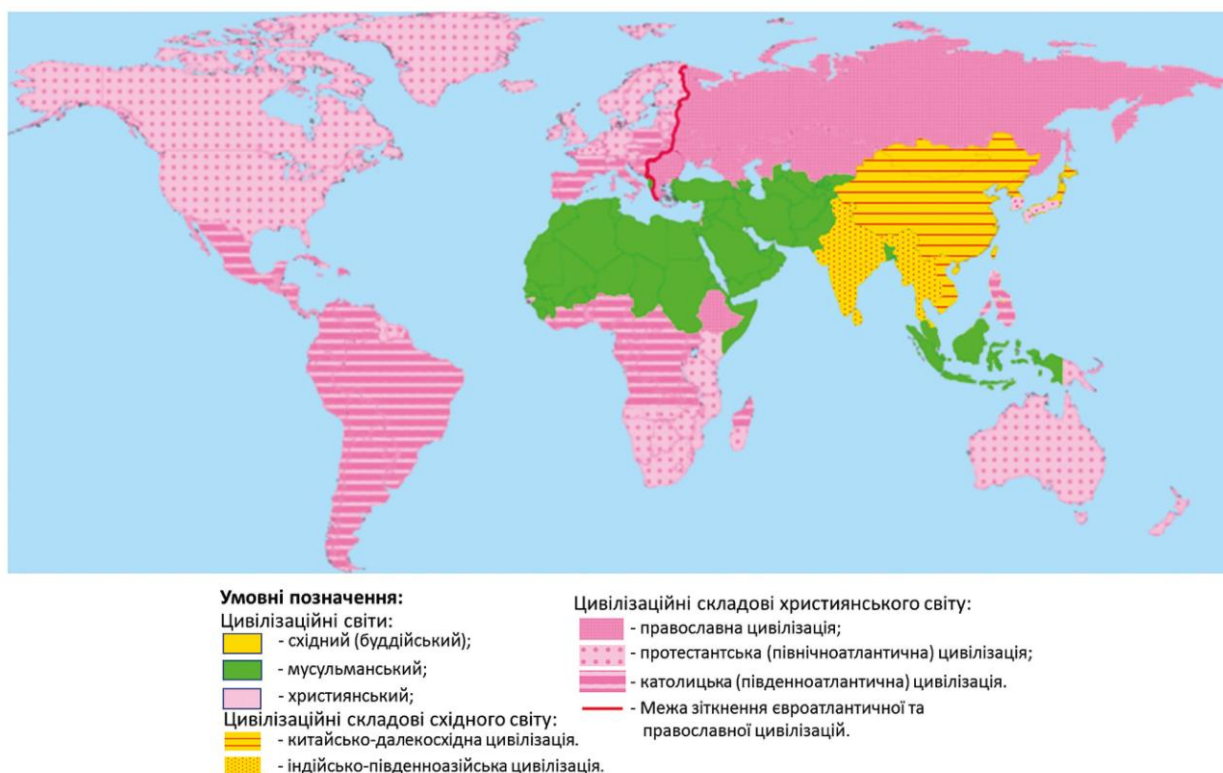 Умовні позначення:
Цивілізаційні світи:
- східний (буддійський);
- мусульманський;
- християнський;
Цивілізаційні складові східного світу:
- китайсько-далекосхідна цивілізація.
- індійсько-південноазійська цивілізація.
Цивілізаційні складові християнського світу:
- православна цивілізація;
- протестантська (північноатлантична) цивілізація;
- католицька (південноатлантична) цивілізація.
- Межа зіткнення євроатлантичної та
православної цивілізацій.